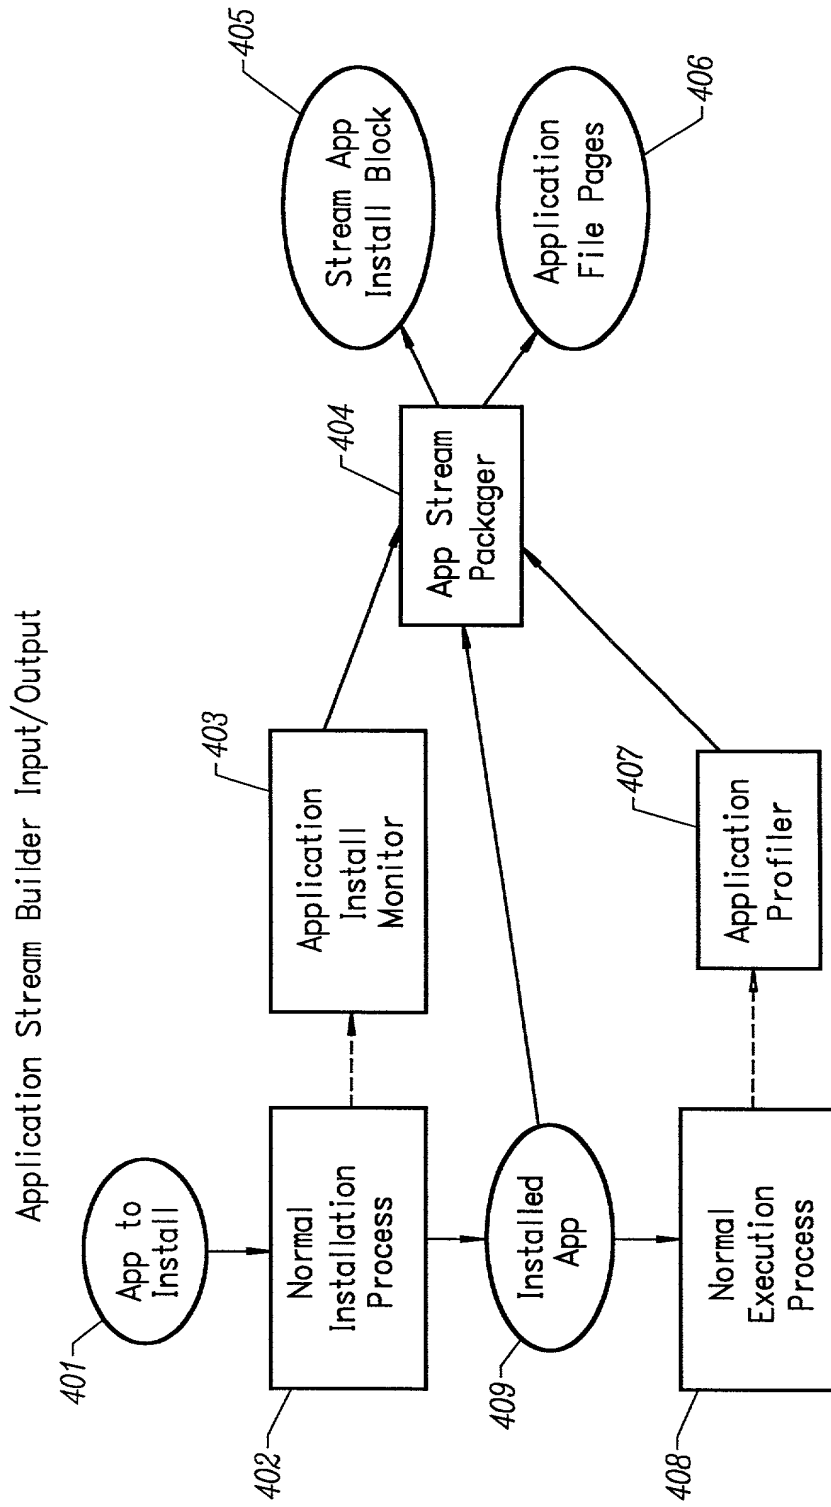 Application Stream Builder Input/Output
401
App to
Install
402
Normal
Installation
Process
403
Application
Install
Monitor
404
App Stream
Packager
405
Stream App
Install Block
406
Application
File Pages
409
Installed
App
408
Normal
Execution
Process
407
Application
Profiler